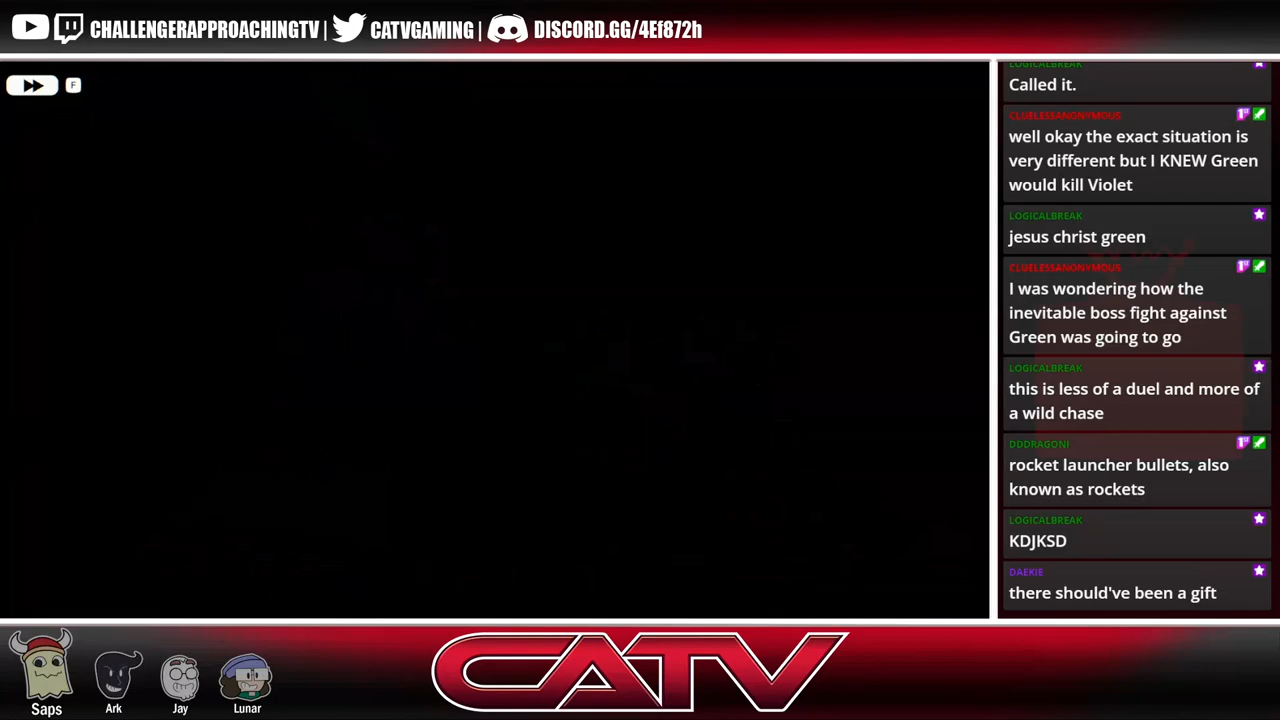 CHALLENGERAPPROACHINGTV | CATVGAMING | DISCORD.GG/4Ef872h
F
LOGICALBREAK
Called it.
CLUELESSANONYMOUS
well okay the exact situation is
very different but I KNEW Green
would kill Violet
LOGICALBREAK
jesus christ green
CLUELESSANONYMOUS
I was wondering how the
inevitable boss fight against
Green was going to go
LOGICALBREAK
this is less of a duel and more of
a wild chase
DDDRAGONI
rocket launcher bullets, also
known as rockets
LOGICALBREAK
KDJKSD
DAEKIE
there should've been a gift
CATV
Saps
Ark
Jay
Lunar